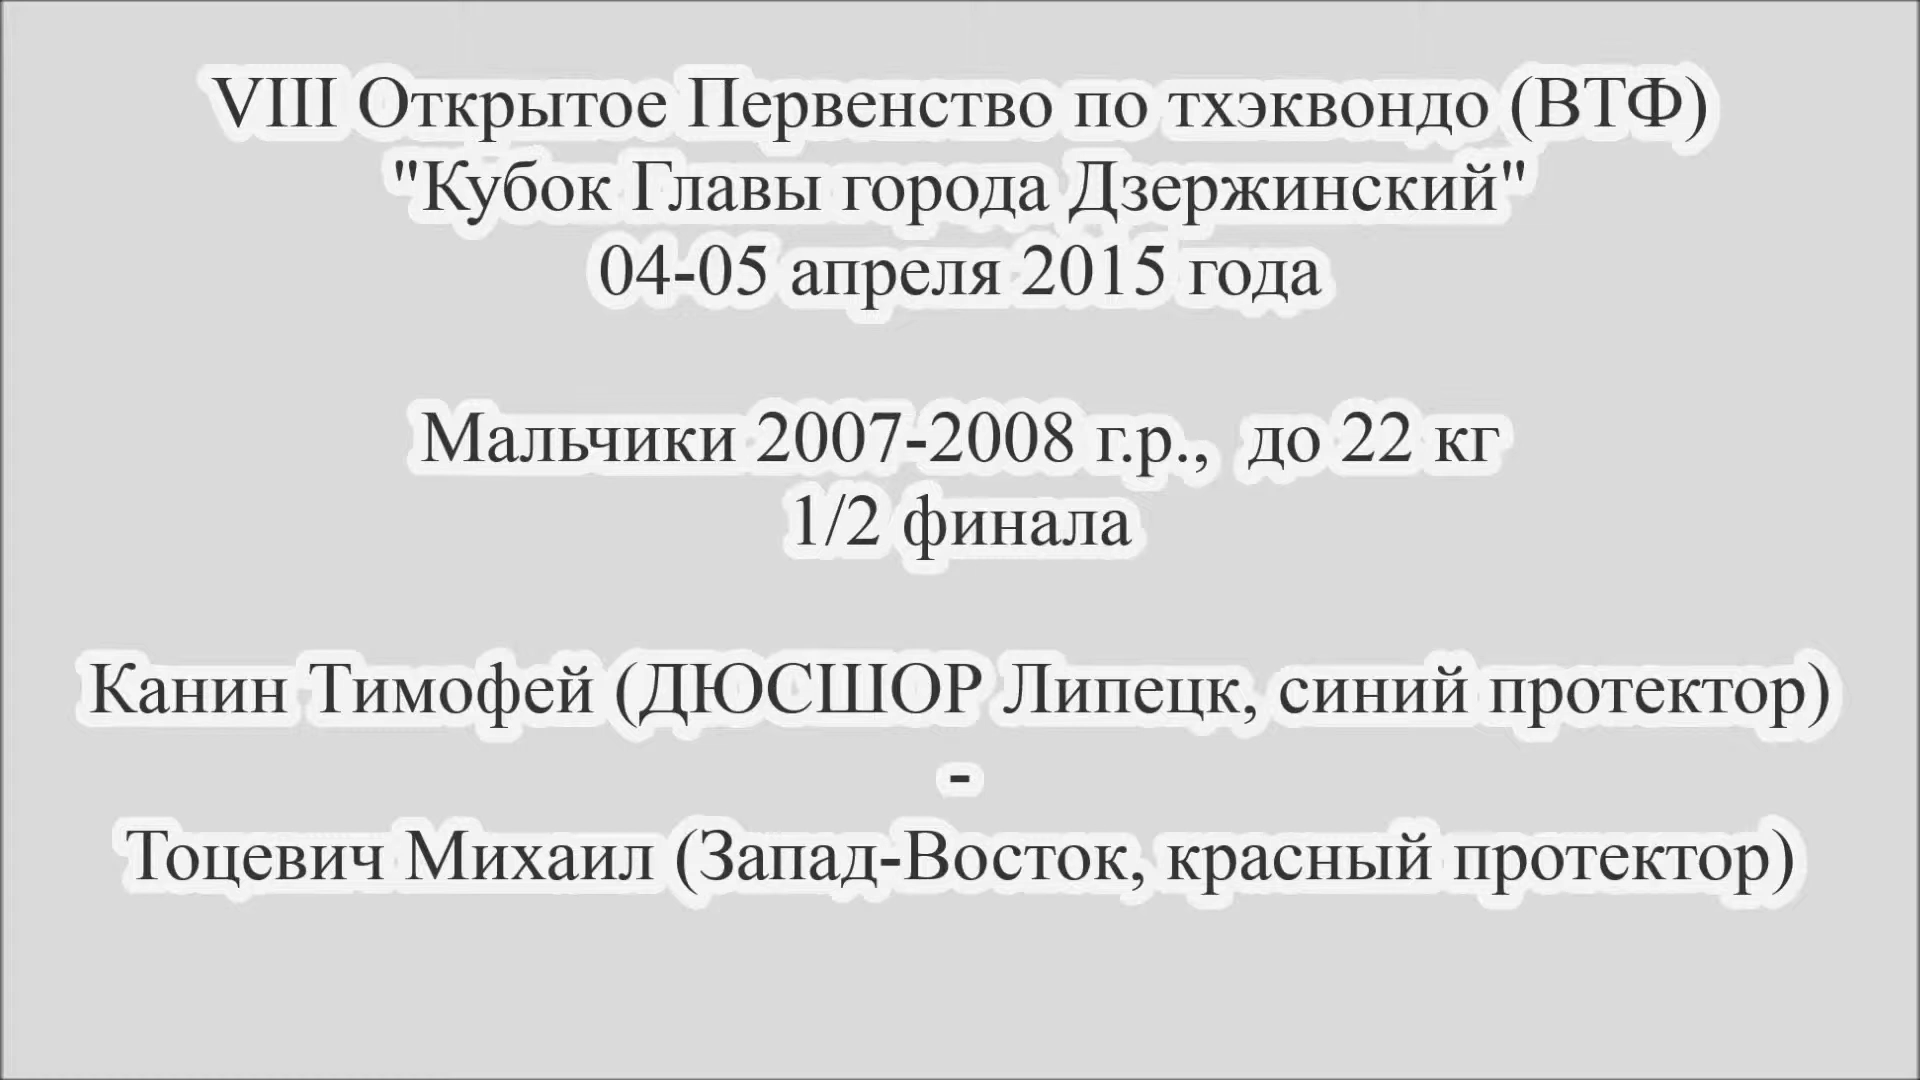 VIII Открытое Первенство по тхэквондо (ВТФ)
"Кубок Главы города Дзержинский"
04-05 апреля 2015 года
Мальчики 2007-2008 г.р.,  до 22 кг
1/2 финала
Канин Тимофей (ДЮСШОР Липецк, синий протектор)
-
Тоцевич Михаил (Запад-Восток, красный протектор)